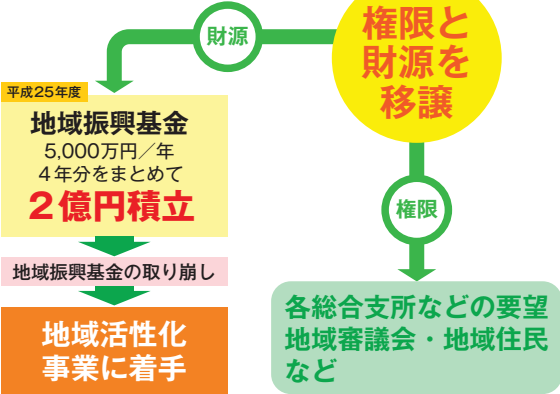 権限と
財源を
移譲
財源
平成25年度
地域振興基金
5,000万円／年
４年分をまとめて
２億円積立
地域振興基金の取り崩し
地域活性化
事業に着手
権限
各総合支所などの要望
地域審議会・地域住民
など